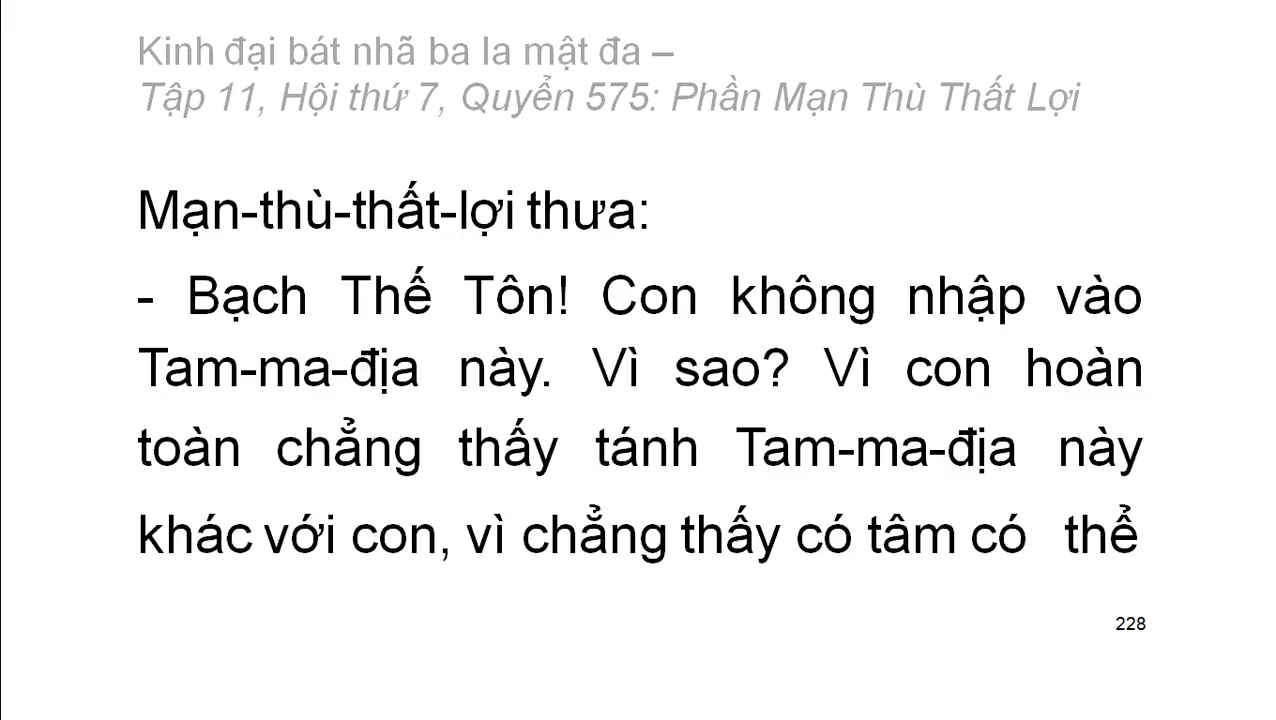 Kinh đại bát nhã ba la mật đa –
Tập 11, Hội thứ 7, Quyển 575: Phần Mạn Thù Thất Lợi
Mạn-thù-thất-lợi thưa:
- Bạch Thế Tôn! Con không nhập vào
Tam-ma-địa này. Vì sao? Vì con hoàn
toàn chẳng thấy tánh Tam-ma-địa này
khác với con, vì chẳng thấy có tâm có thể
228